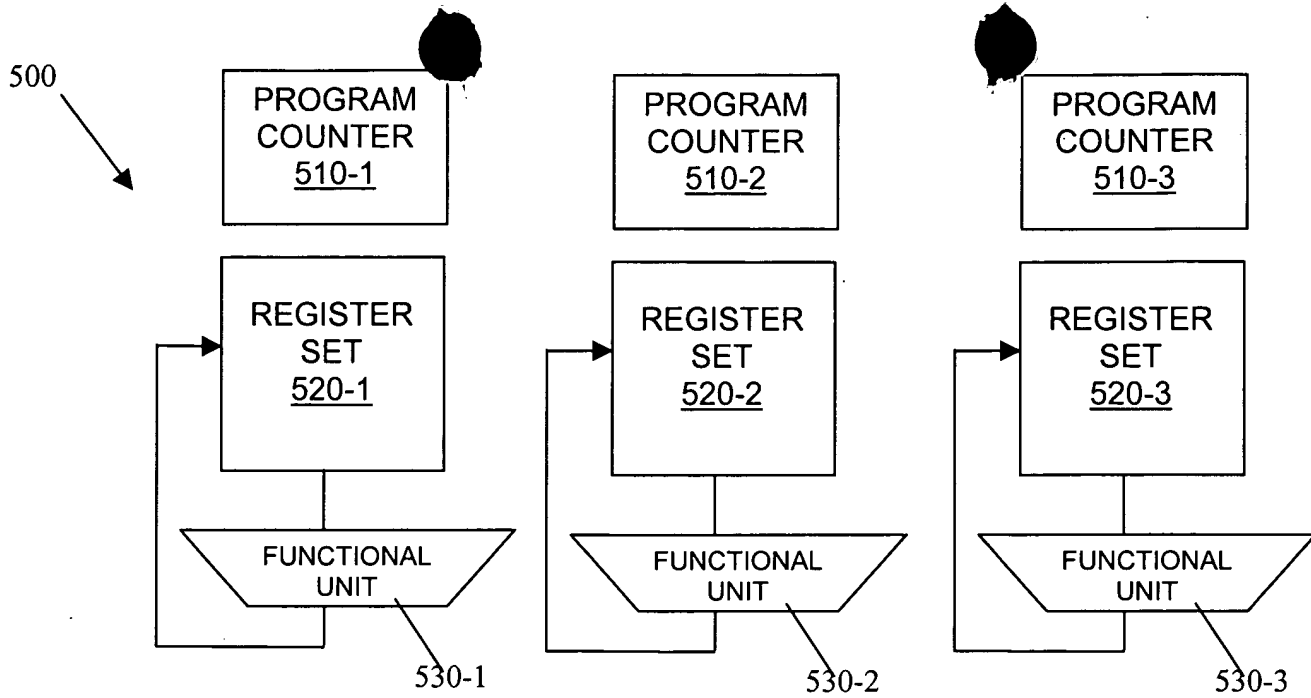 500
PROGRAM
COUNTER
510-1
PROGRAM
COUNTER
510-2
PROGRAM
COUNTER
510-3
REGISTER
SET
520-1
REGISTER
SET
520-2
REGISTER
SET
520-3
FUNCTIONAL
UNIT
FUNCTIONAL
UNIT
FUNCTIONAL
UNIT
530-1
530-2
530-3